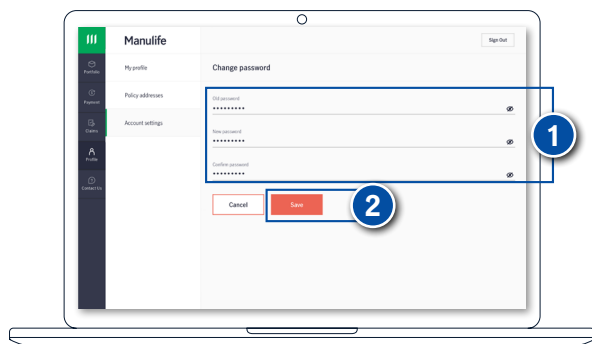 Manulife
Sign Out
Portfolio
Payment
Claims
Profile
Contact Us
My profile
Policy addresses
Account settings
Change password
Old password
•••••••••
New password
•••••••••
Confirm password
•••••••••
1
Cancel
Save
2